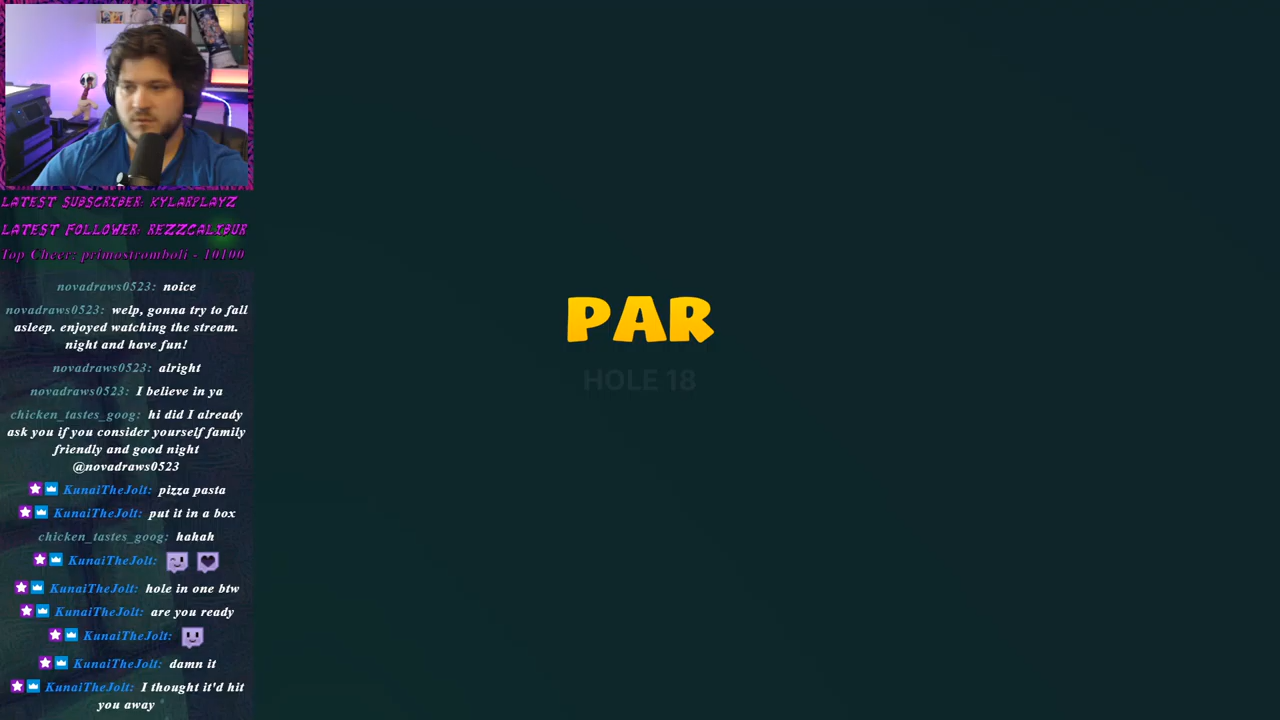 LATEST SUBSCRIBER: KYLARPLAYZ
LATEST FOLLOWER: REZZCALIBUR
Top Cheer: primostromboli - 10100
novadraws0523: noice
novadraws0523: welp, gonna try to fall
asleep. enjoyed watching the stream.
night and have fun!
novadraws0523: alright
novadraws0523: I believe in ya
chicken_tastes_goog: hi did I already
ask you if you consider yourself family
friendly and good night
@novadraws0523
KunaiTheJolt: pizza pasta
KunaiTheJolt: put it in a box
chicken_tastes_goog: hahah
KunaiTheJolt:
KunaiTheJolt: hole in one btw
KunaiTheJolt: are you ready
KunaiTheJolt:
KunaiTheJolt: damn it
KunaiTheJolt: I thought it'd hit
you away
PAR
HOLE 18